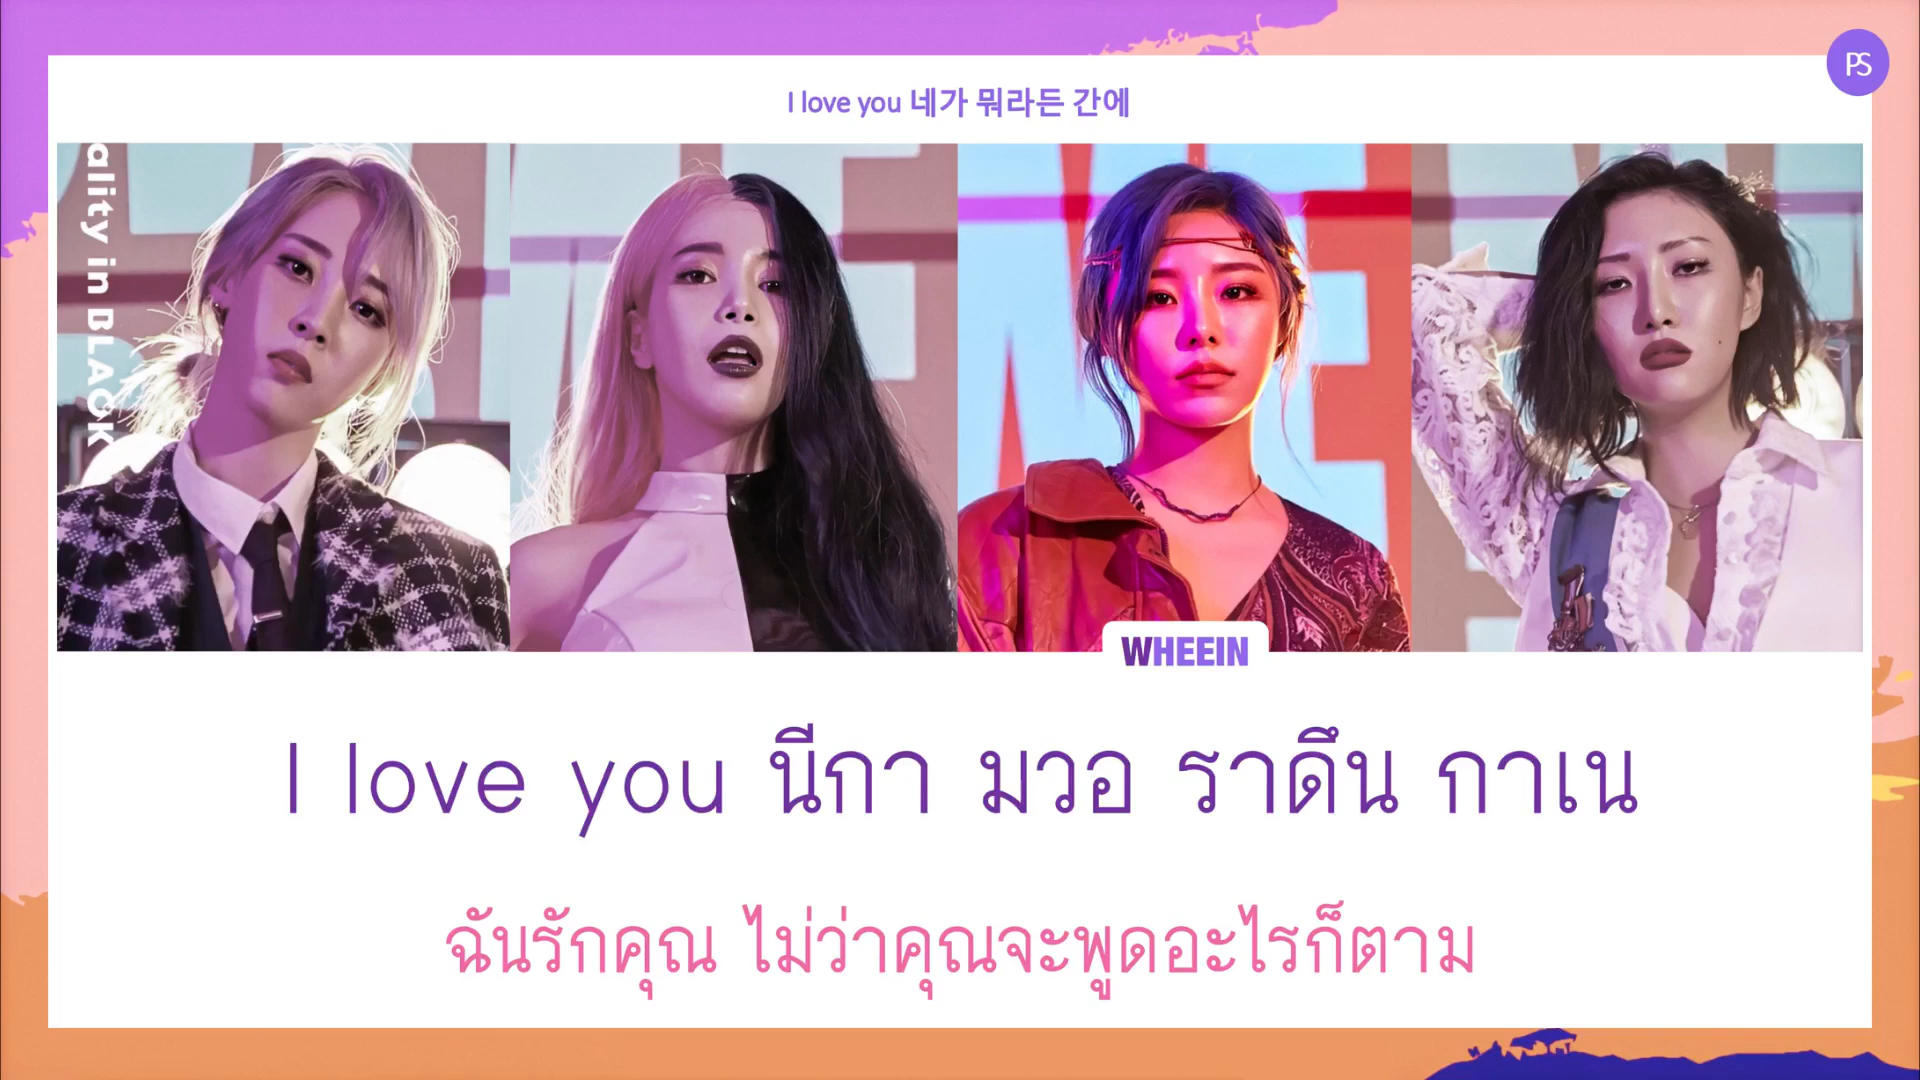 PS
I love you 네가 뭐라든 간에
ality in BLACK
WHEEIN
I love you นีกา มวอ ราดึน กาเน
ฉันรักคุณ ไม่ว่าคุณจะพูดอะไรก็ตาม